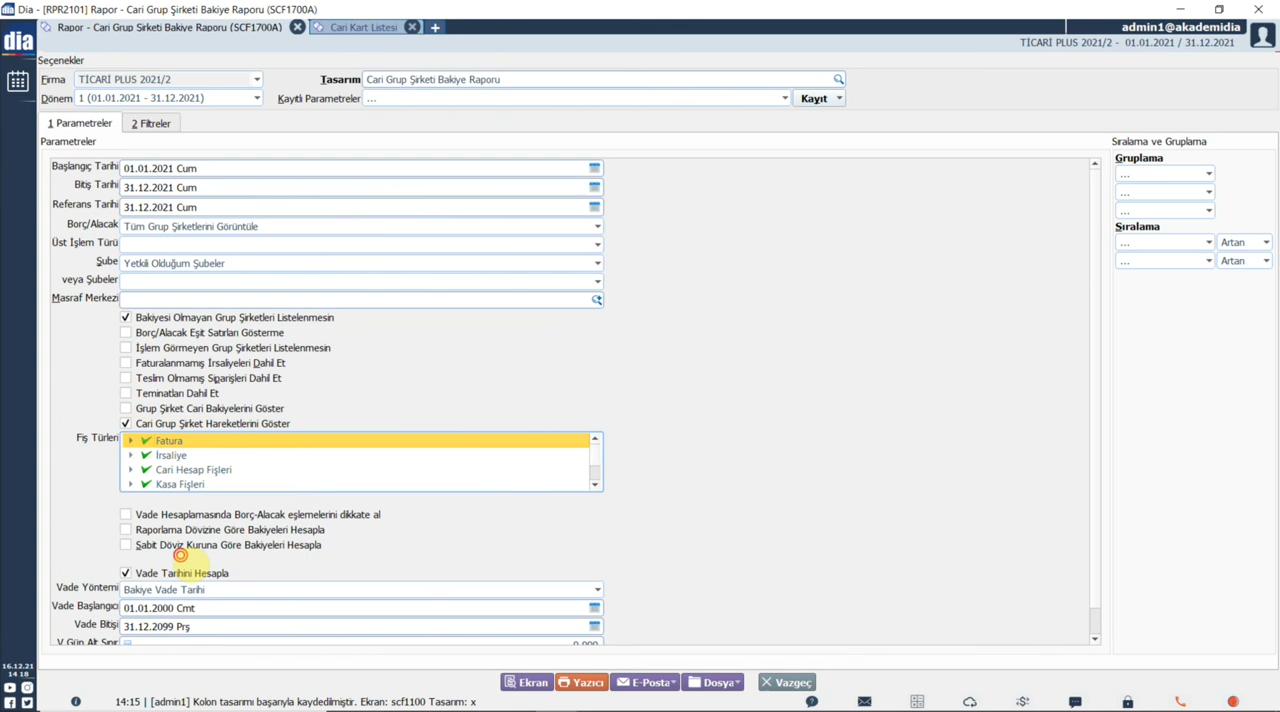 Dia - [RPR2101] Rapor - Cari Grup Şirketi Bakiye Raporu (SCF1700A)
dia
Rapor - Cari Grup Şirketi Bakiye Raporu (SCF1700A)
Cari Kart Listesi
admin1@akademidia
TİCARİ PLUS 2021/2 - 01.01.2021 / 31.12.2021
Seçenekler
Firma TİCARİ PLUS 2021/2
Tasarım Cari Grup Şirketi Bakiye Raporu
Dönem 1 (01.01.2021 - 31.12.2021)
Kayıtlı Parametreler ...
Kayıt
1 Parametreler
2 Filtreler
Parametreler
Başlangıç Tarihi 01.01.2021 Cum
Bitiş Tarihi 31.12.2021 Cum
Referans Tarihi 31.12.2021 Cum
Borç/Alacak Tüm Grup Şirketlerini Görüntüle
Üst İşlem Türü
Şube Yetkili Olduğum Şubeler
veya Şubeler
Masraf Merkezi
Bakiyesi Olmayan Grup Şirketleri Listelenmesin
Borç/Alacak Eşit Satırları Gösterme
İşlem Görmeyen Grup Şirketleri Listelenmesin
Faturalanmamış İrsaliyeleri Dahil Et
Teslim Olmamış Siparişleri Dahil Et
Teminatları Dahil Et
Grup Şirket Cari Bakiyelerini Göster
Cari Grup Şirket Hareketlerini Göster
Fiş Türleri
Fatura
İrsaliye
Cari Hesap Fişleri
Kasa Fişleri
Vade Hesaplamasında Borç-Alacak eşlemelerini dikkate al
Raporlama Dövizine Göre Bakiyeleri Hesapla
Sabit Döviz Kuruna Göre Bakiyeleri Hesapla
Vade Tarihini Hesapla
Vade Yöntemi Bakiye Vade Tarihi
Vade Başlangıcı 01.01.2000 Cmt
Vade Bitişi 31.12.2099 Prş
V Gün Alt Sınır 0.000
Sıralama ve Gruplama
Gruplama
...
...
...
Sıralama
... Artan
... Artan
Ekran
Yazıcı
E-Posta
Dosya
Vazgeç
16.12.21
14 18
14:15 | [admin1] Kolon tasarımı başarıyla kaydedilmiştir. Ekran: scf1100 Tasarım: x